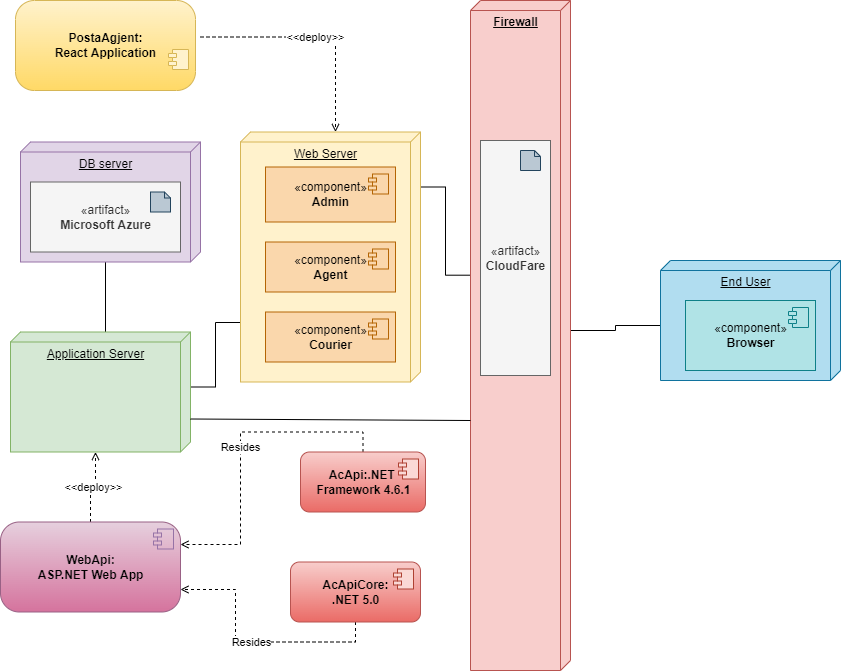 PostaAgjent:
React Application
<<deploy>>
Firewall
DB server
«artifact»
Microsoft Azure
Web Server
«component»
Admin
«component»
Agent
«component»
Courier
«artifact»
CloudFare
End User
«component»
Browser
Application Server
Resides
<<deploy>>
AcApi:.NET
Framework 4.6.1
WebApi:
ASP.NET Web App
AcApiCore:
.NET 5.0
Resides